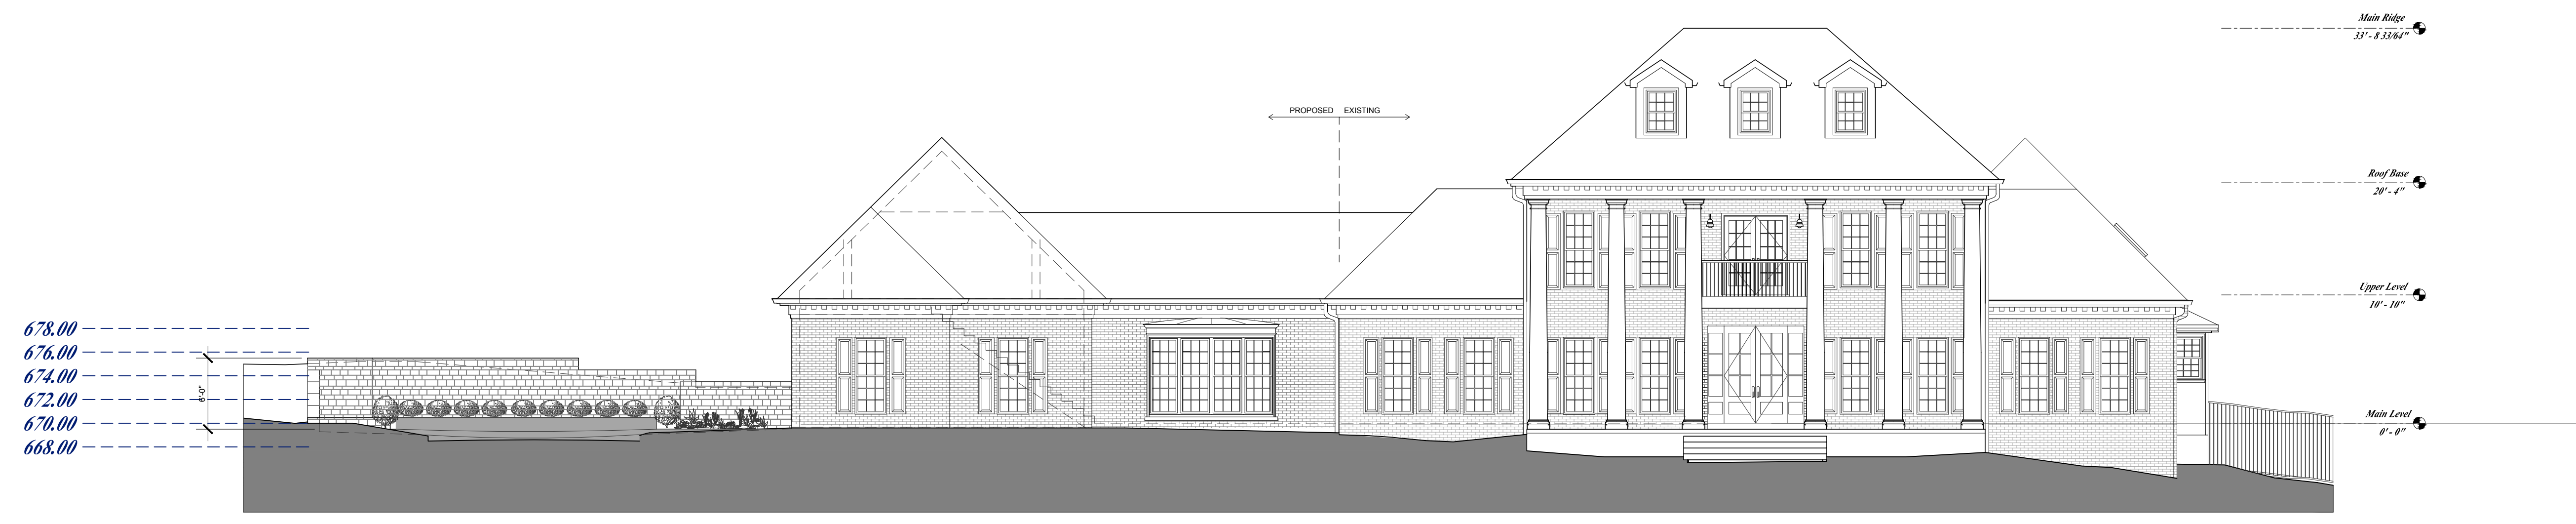 Main Ridge
33' - 8 33/64"
PROPOSED EXISTING
Roof Base
20' - 4"
Upper Level
10' - 10"
678.00
676.00
674.00
672.00
670.00
668.00
6'-0"
Main Level
0' - 0"